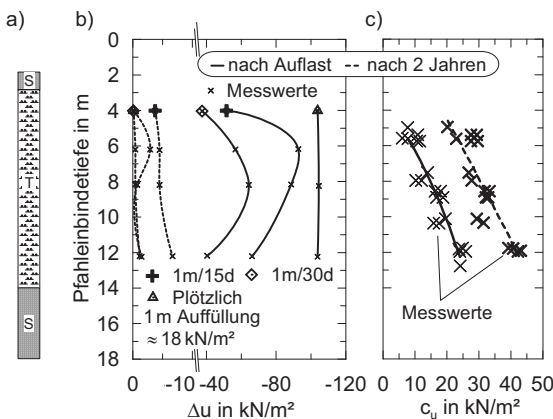 a)
b)
c)
S
T
S
Pfahleinbindetiefe in m
0
2
4
6
8
10
12
14
16
18
nach Auflast
nach 2 Jahren
× Messwerte
1m/15d
1m/30d
Plötzlich
1m Auffüllung
≈ 18 kN/m²
0 -10 -40 -80 -120
Δu in kN/m²
Messwerte
0 10 20 30 40 50
cu in kN/m²